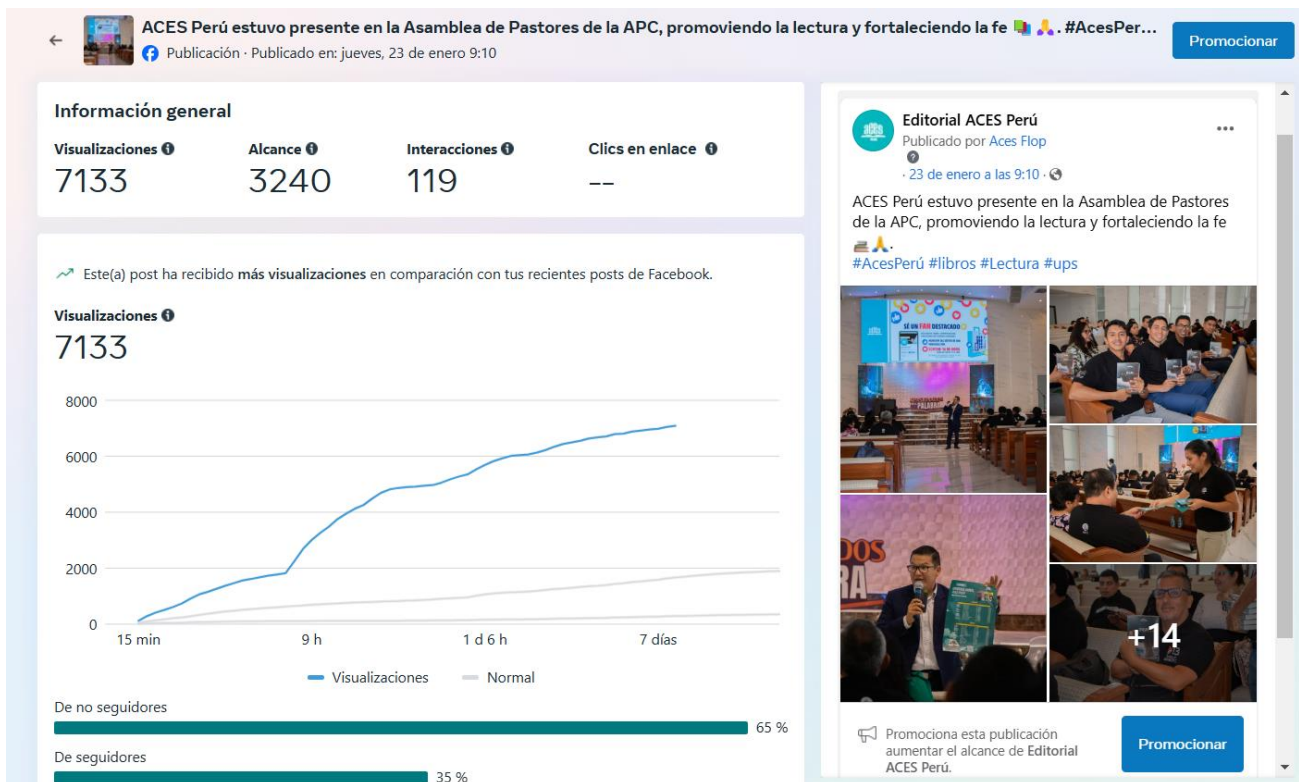 ACES Perú estuvo presente en la Asamblea de Pastores de la APC, promoviendo la lectura y fortaleciendo la fe 📚 🙏. #AcesPer...
Publicación · Publicado en: jueves, 23 de enero 9:10
Promocionar
Información general
Visualizaciones
Alcance
Interacciones
Clics en enlace
7133
3240
119
--
Este(a) post ha recibido más visualizaciones en comparación con tus recientes posts de Facebook.
Visualizaciones
7133
8000
6000
4000
2000
0
15 min
9 h
1 d 6 h
7 días
Visualizaciones
Normal
De no seguidores
65 %
De seguidores
35 %
Editorial ACES Perú
Publicado por Aces Flop
· 23 de enero a las 9:10 ·
ACES Perú estuvo presente en la Asamblea de Pastores
de la APC, promoviendo la lectura y fortaleciendo la fe
📚🙏.
#AcesPerú #libros #Lectura #ups
aces
SÉ UN FAN DESTACADO
PALABRA
DOS
RA
+14
Promociona esta publicación
aumentar el alcance de Editorial
ACES Perú.
Promocionar